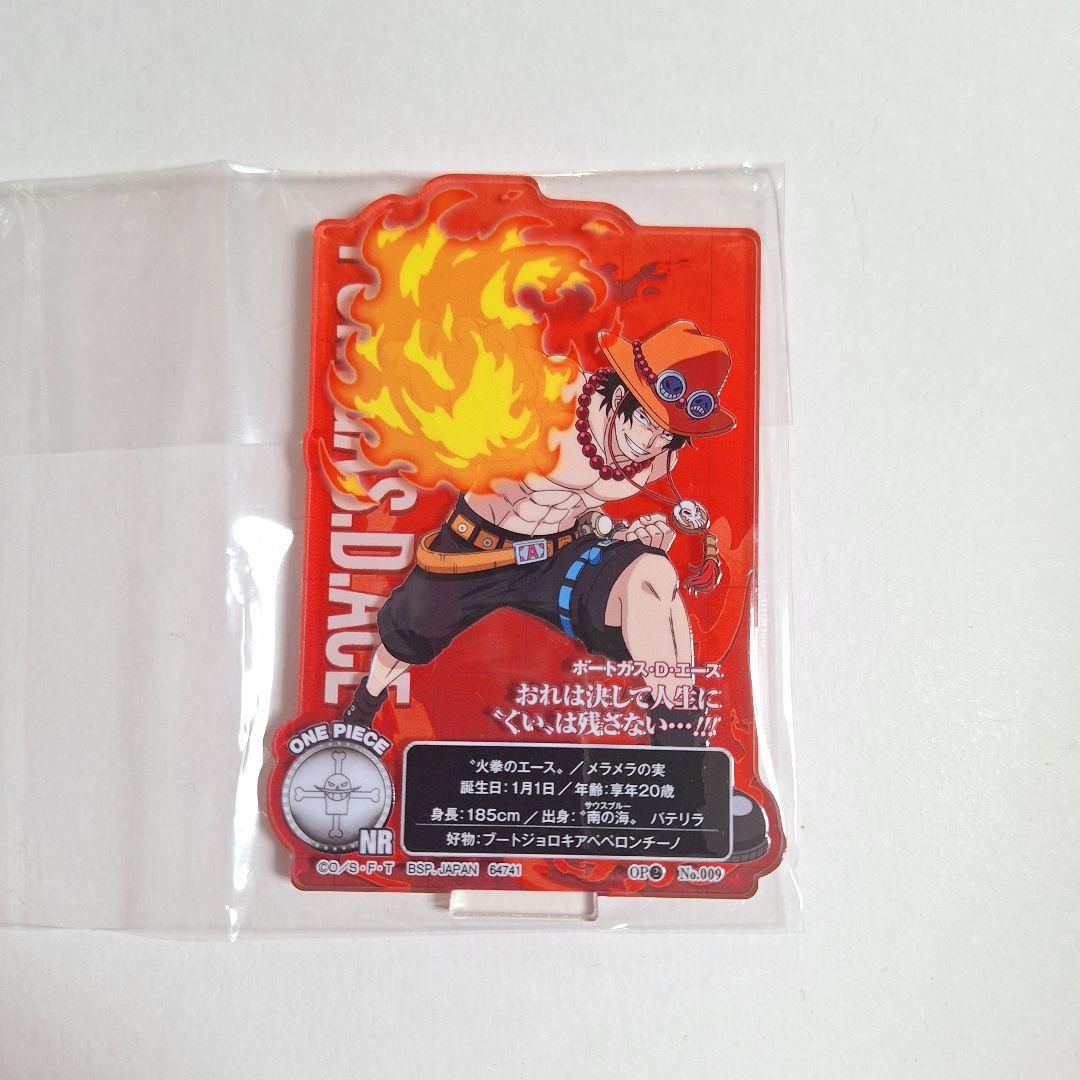 S.D.ACE
A
ポートガス・D・エース
おれは決して人生に
〝くい〟は残さない…!!!
ONE PIECE
NR
〝火拳のエース〟／メラメラの実
誕生日：1月1日／年齢：享年20歳
サウスブルー
身長：185cm／出身：〝南の海〟 バテリラ
好物：ブートジョロキアペペロンチーノ
©O/S・F・T BSP. JAPAN 64741
OP❷ No.009